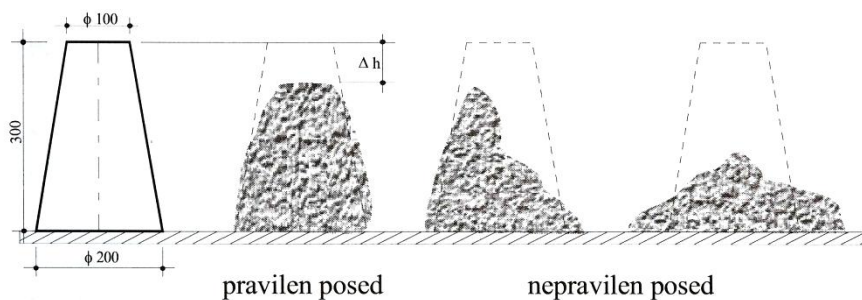 ϕ 100
Δ h
300
ϕ 200
pravilen posed
nepravilen posed